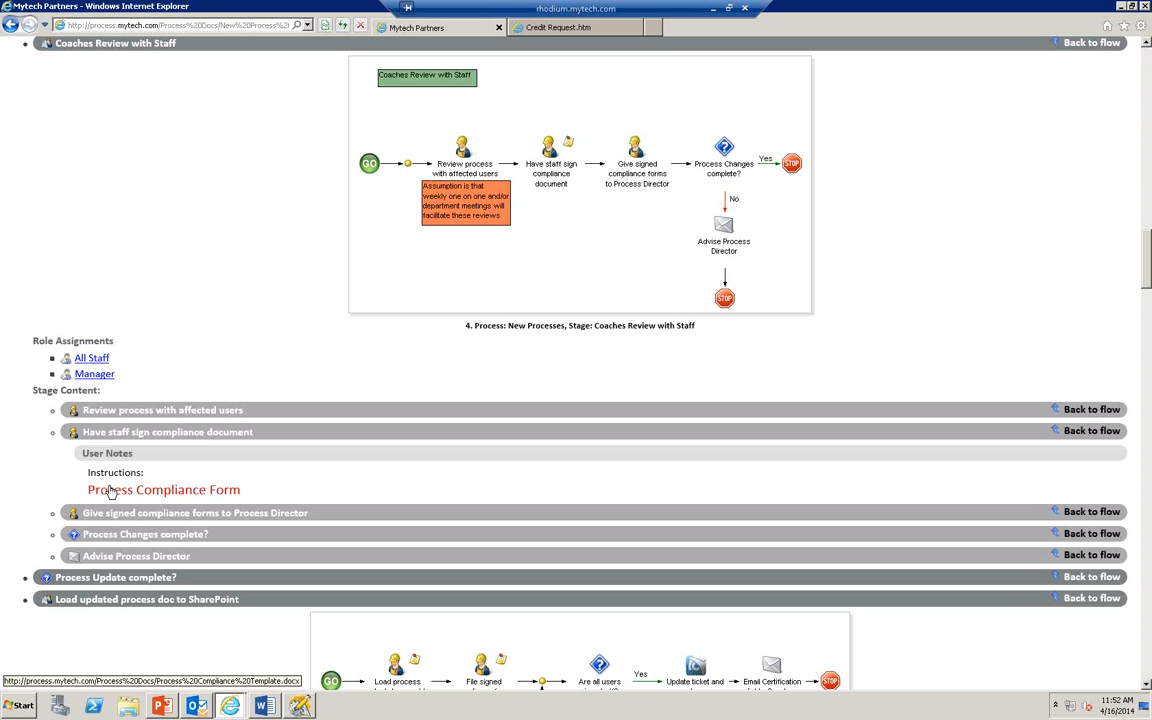 Mytech Partners - Windows Internet Explorer
rhodium.mytech.com
http://process.mytech.com/Process%20Docs/New%20Process%2
Mytech Partners
Credit Request.htm
Coaches Review with Staff
Back to flow
Coaches Review with Staff
GO
Review process
with affected users
Have staff sign
compliance
document
Give signed
compliance forms
to Process Director
Process Changes
complete?
Yes
STOP
Assumption is that
weekly one on one and/or
department meetings will
facilitate these reviews
No
Advise Process
Director
STOP
4. Process: New Processes, Stage: Coaches Review with Staff
Role Assignments
All Staff
Manager
Stage Content:
Review process with affected users
Back to flow
Have staff sign compliance document
Back to flow
User Notes
Instructions:
Process Compliance Form
Give signed compliance forms to Process Director
Back to flow
Process Changes complete?
Back to flow
Advise Process Director
Back to flow
Process Update complete?
Back to flow
Load updated process doc to SharePoint
Back to flow
GO
Load process
File signed
Are all users
Yes
Update ticket and
Email Certification
STOP
http://process.mytech.com/Process%20Docs/Process%20Compliance%20Template.docx
Start
11:52 AM
4/16/2014